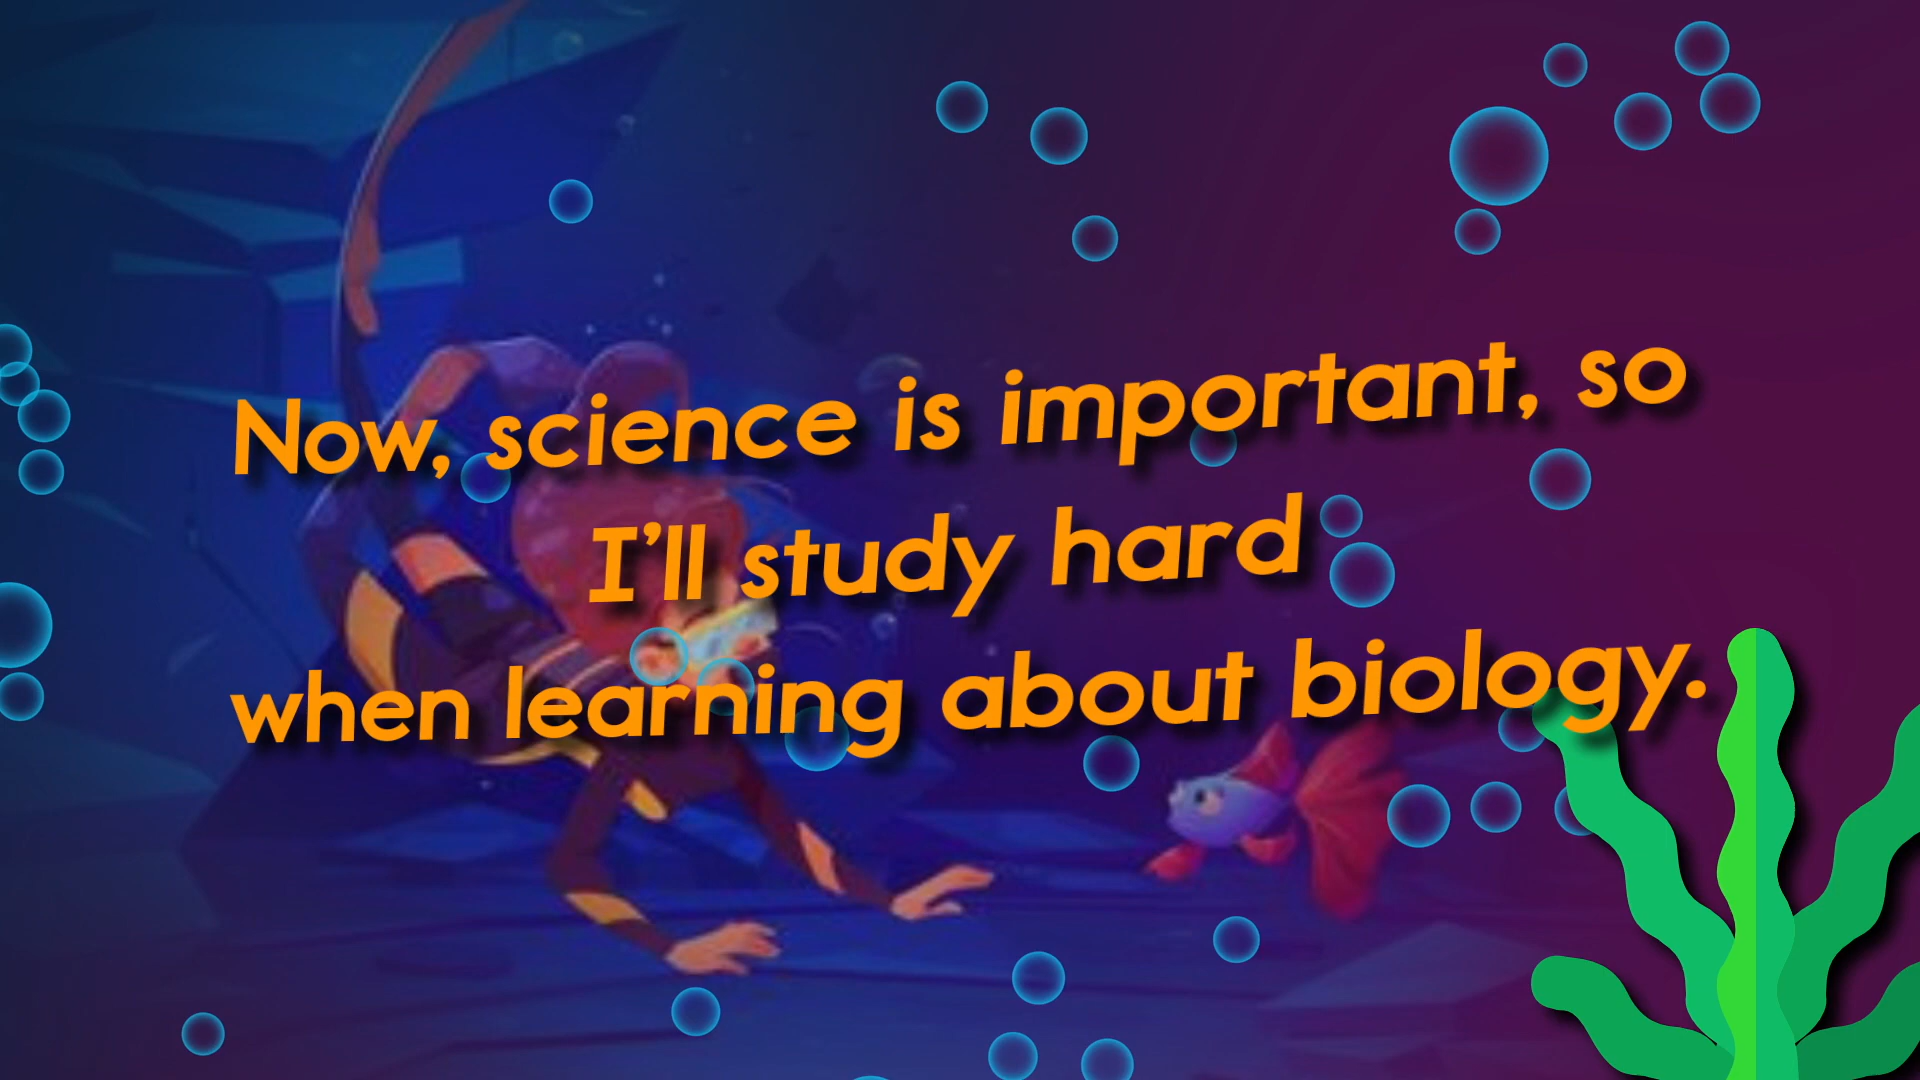 Now, science is important, so
I'll study hard
when learning about biology.